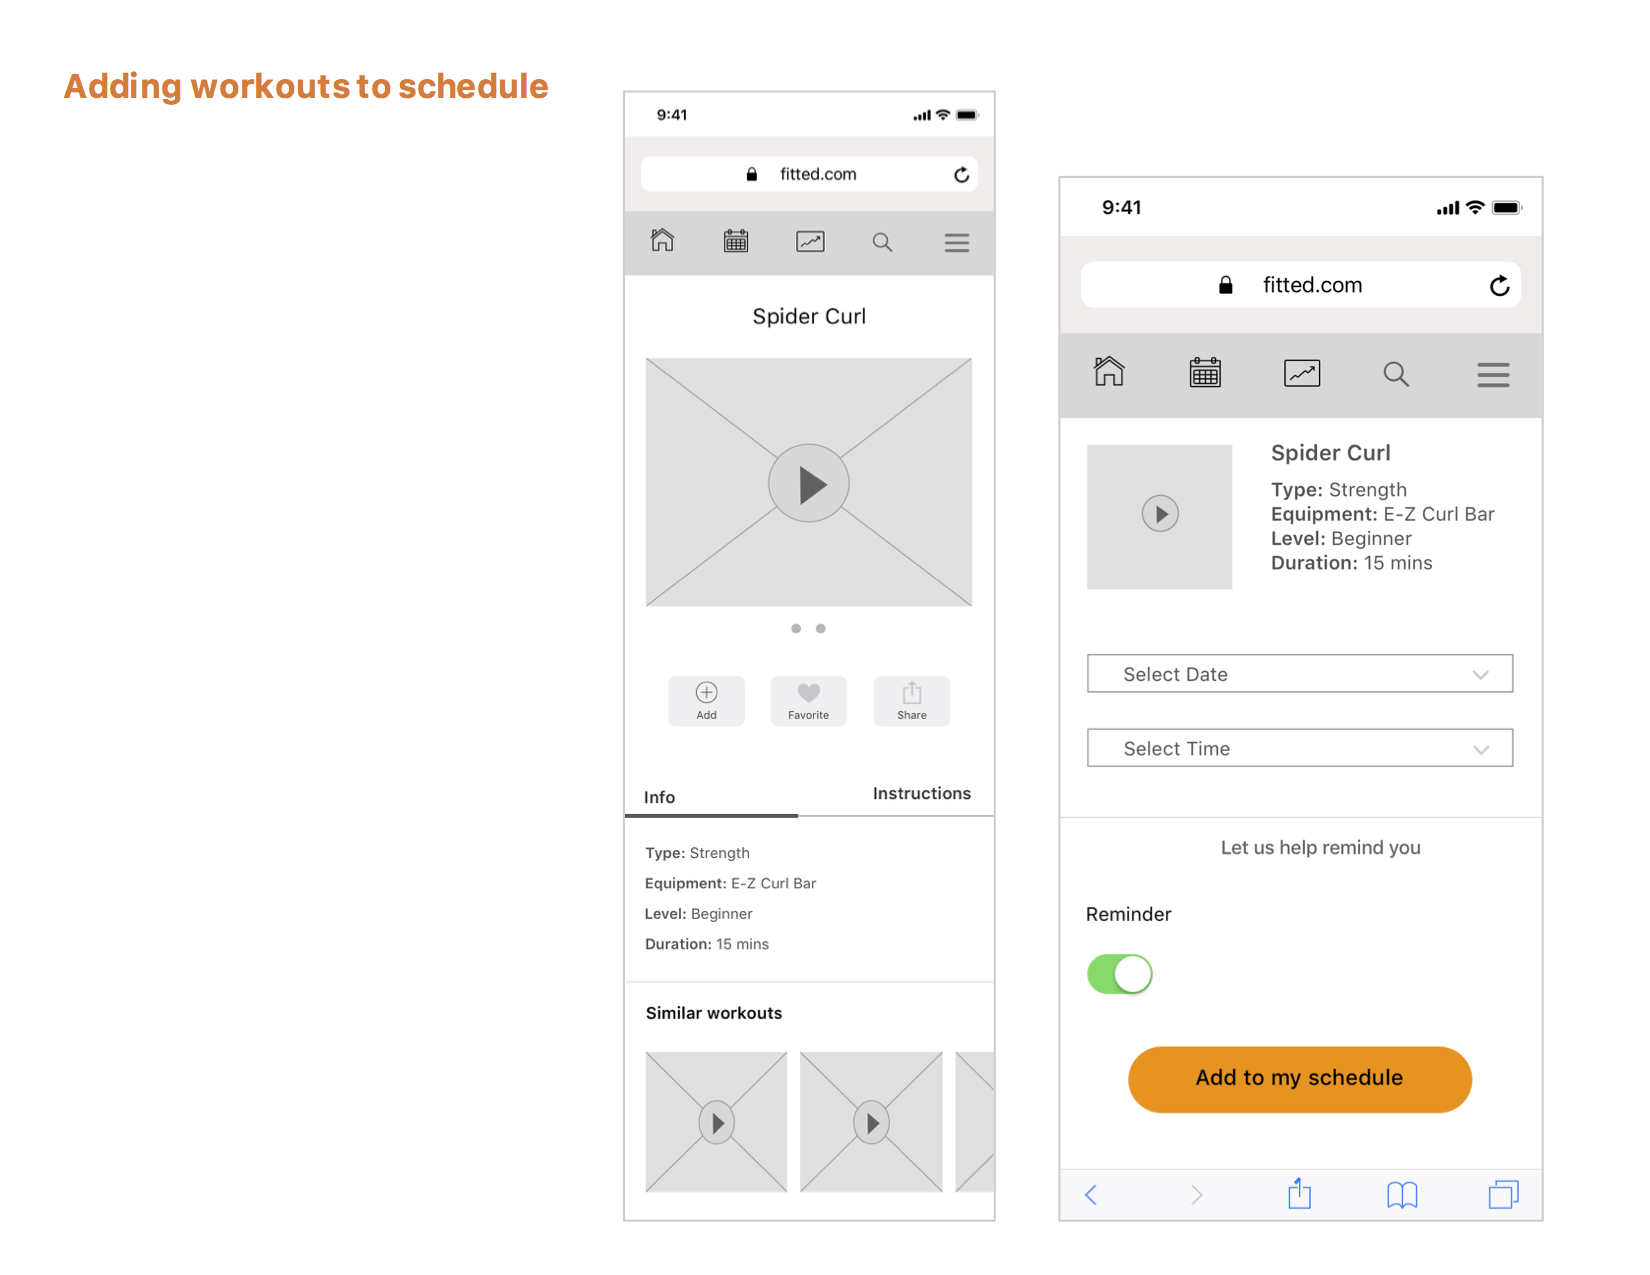 Adding workouts to schedule
9:41
fitted.com
Spider Curl
Add
Favorite
Share
Info
Instructions
Type: Strength
Equipment: E-Z Curl Bar
Level: Beginner
Duration: 15 mins
Similar workouts
9:41
fitted.com
Spider Curl
Type: Strength
Equipment: E-Z Curl Bar
Level: Beginner
Duration: 15 mins
Select Date
Select Time
Let us help remind you
Reminder
Add to my schedule